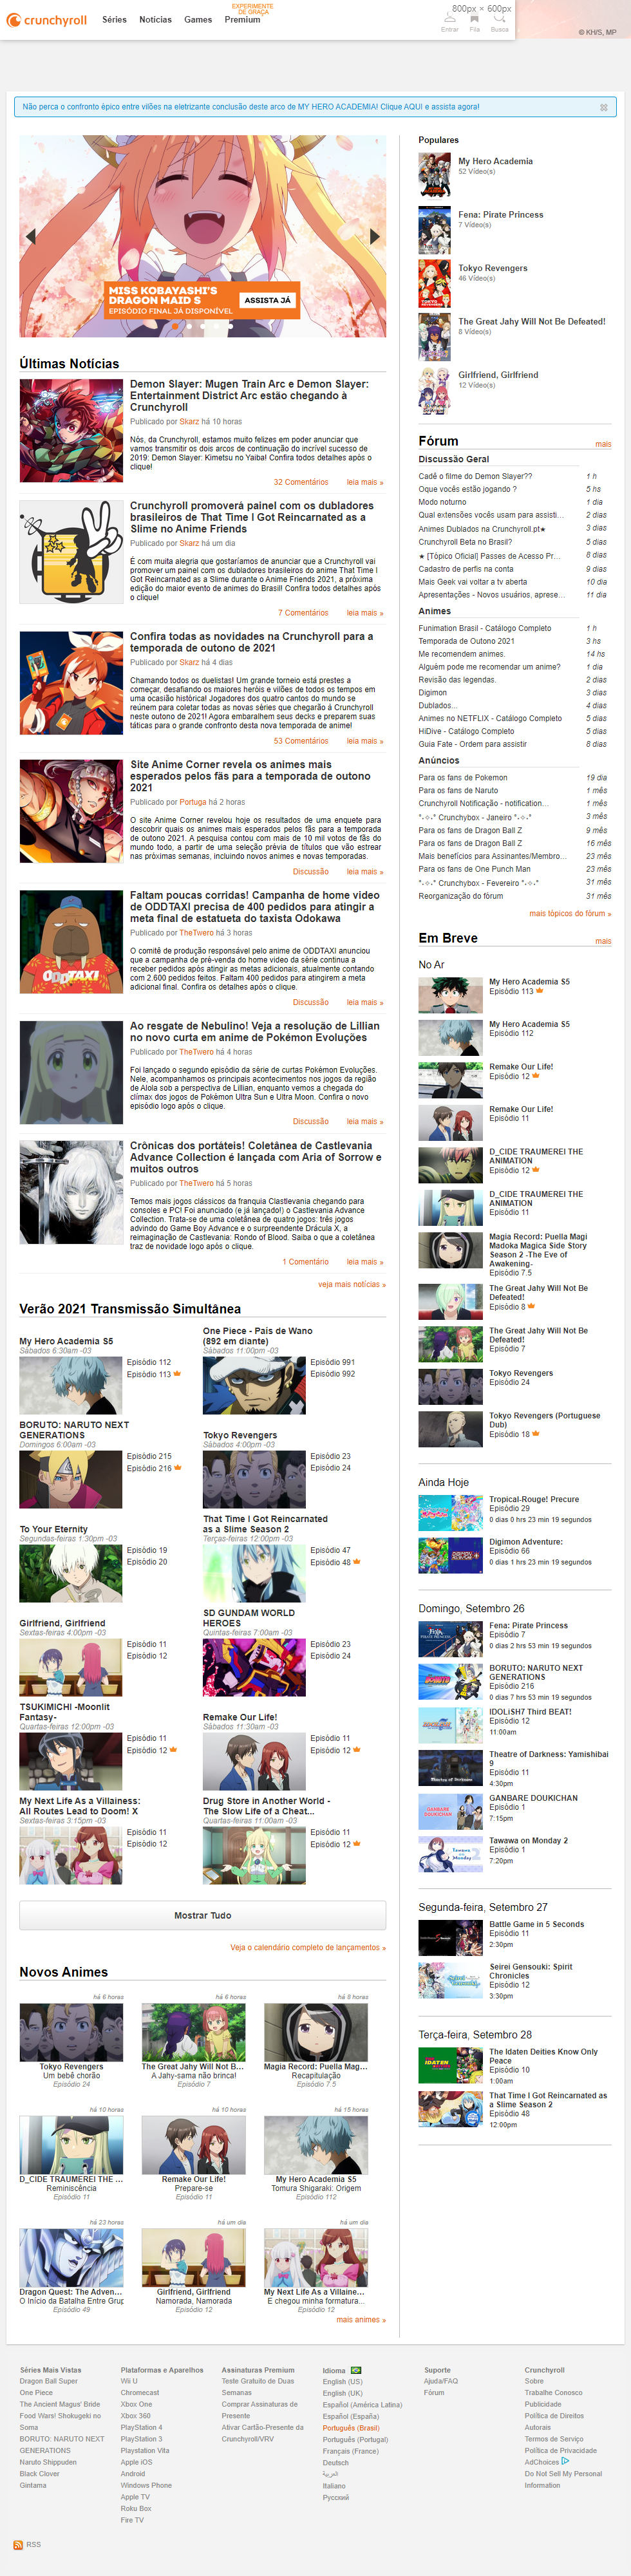 crunchyroll
Séries
Notícias
Games
EXPERIMENTE
DE GRAÇA
Premium
800px × 600px
Entrar
Fila
Busca
© KH/S, MP
Não perca o confronto épico entre vilões na eletrizante conclusão deste arco de MY HERO ACADEMIA! Clique AQUI e assista agora!
MISS KOBAYASHI'S
DRAGON MAID S
EPISÓDIO FINAL JÁ DISPONÍVEL
ASSISTA JÁ
Últimas Notícias
Demon Slayer: Mugen Train Arc e Demon Slayer:
Entertainment District Arc estão chegando à
Crunchyroll
Publicado por Skarz há 10 horas
Nós, da Crunchyroll, estamos muito felizes em poder anunciar que
vamos transmitir os dois arcos de continuação do incrível sucesso de
2019: Demon Slayer: Kimetsu no Yaiba! Confira todos detalhes após o
clique!
32 Comentários leia mais »
Crunchyroll promoverá painel com os dubladores
brasileiros de That Time I Got Reincarnated as a
Slime no Anime Friends
Publicado por Skarz há um dia
É com muita alegria que gostaríamos de anunciar que a Crunchyroll vai
promover um painel com os dubladores brasileiros do anime That Time I
Got Reincarnated as a Slime durante o Anime Friends 2021, a próxima
edição do maior evento de animes do Brasil! Confira todos detalhes após
o clique!
7 Comentários leia mais »
Confira todas as novidades na Crunchyroll para a
temporada de outono de 2021
Publicado por Skarz há 4 dias
Chamando todos os duelistas! Um grande torneio está prestes a
começar, desafiando os maiores heróis e vilões de todos os tempos em
uma ocasião histórica! Jogadores dos quatro cantos do mundo se
reúnem para coletar todas as novas séries que chegarão à Crunchyroll
neste outono de 2021! Agora embaralhem seus decks e preparem suas
táticas para o grande confronto desta nova temporada de anime!
53 Comentários leia mais »
Site Anime Corner revela os animes mais
esperados pelos fãs para a temporada de outono
2021
Publicado por Portuga há 2 horas
O site Anime Corner revelou hoje os resultados de uma enquete para
descobrir quais os animes mais esperados pelos fãs para a temporada
de outono 2021. A pesquisa contou com mais de 10 mil votos de fãs do
mundo todo, a partir de uma seleção prévia de títulos que vão estrear
nas próximas semanas, incluindo novos animes e novas temporadas.
Discussão leia mais »
Faltam poucas corridas! Campanha de home video
de ODDTAXI precisa de 400 pedidos para atingir a
meta final de estatueta do taxista Odokawa
Publicado por TheTwero há 3 horas
O comitê de produção responsável pelo anime de ODDTAXI anunciou
que a campanha de pré-venda do home video da série continua a
receber pedidos após atingir as metas adicionais, atualmente contando
com 2.600 pedidos feitos. Faltam 400 pedidos para atingirem a meta
adicional final. Confira os detalhes após o clique.
ODDTAXI
Discussão leia mais »
Ao resgate de Nebulino! Veja a resolução de Lillian
no novo curta em anime de Pokémon Evoluções
Publicado por TheTwero há 4 horas
Foi lançado o segundo episódio da série de curtas Pokémon Evoluções.
Nele, acompanhamos os principais acontecimentos nos jogos da região
de Alola sob a perspectiva de Lillian, enquanto vemos a chegada do
clímax dos jogos de Pokémon Ultra Sun e Ultra Moon. Confira o novo
episódio logo após o clique.
Discussão leia mais »
Crônicas dos portáteis! Coletânea de Castlevania
Advance Collection é lançada com Aria of Sorrow e
muitos outros
Publicado por TheTwero há 5 horas
Temos mais jogos clássicos da franquia Clastlevania chegando para
consoles e PC! Foi anunciado (e já lançado!) o Castlevania Advance
Collection. Trata-se de uma coletânea de quatro jogos: três jogos
advindo do Game Boy Advance e o surpreendente Drácula X, a
reimaginação de Castlevania: Rondo of Blood. Saiba o que a coletânea
traz de novidade logo após o clique.
1 Comentário leia mais »
veja mais notícias »
Verão 2021 Transmissão Simultânea
My Hero Academia S5
Sábados 6:30am -03
Episódio 112
Episódio 113
One Piece - País de Wano
(892 em diante)
Sábados 11:00pm -03
Episódio 991
Episódio 992
BORUTO: NARUTO NEXT
GENERATIONS
Domingos 6:00am -03
Episódio 215
Episódio 216
Tokyo Revengers
Sábados 4:00pm -03
Episódio 23
Episódio 24
To Your Eternity
Segundas-feiras 1:30pm -03
Episódio 19
Episódio 20
That Time I Got Reincarnated
as a Slime Season 2
Terças-feiras 12:00pm -03
Episódio 47
Episódio 48
Girlfriend, Girlfriend
Sextas-feiras 4:00pm -03
Episódio 11
Episódio 12
SD GUNDAM WORLD
HEROES
Quintas-feiras 7:00am -03
Episódio 23
Episódio 24
TSUKIMICHI -Moonlit
Fantasy-
Quartas-feiras 12:00pm -03
Episódio 11
Episódio 12
Remake Our Life!
Sábados 11:30am -03
Episódio 11
Episódio 12
My Next Life As a Villainess:
All Routes Lead to Doom! X
Sextas-feiras 3:15pm -03
Episódio 11
Episódio 12
Drug Store in Another World -
The Slow Life of a Cheat...
Quartas-feiras 11:00am -03
Episódio 11
Episódio 12
Mostrar Tudo
Veja o calendário completo de lançamentos »
Novos Animes
há 6 horas
Tokyo Revengers
Um bebê chorão
Episódio 24
há 6 horas
The Great Jahy Will Not B...
A Jahy-sama não brinca!
Episódio 7
há 8 horas
Magia Record: Puella Mag...
Recapitulação
Episódio 7.5
há 10 horas
D_CIDE TRAUMEREI THE ...
Reminiscência
Episódio 11
há 10 horas
Remake Our Life!
Prepare-se
Episódio 11
há 15 horas
My Hero Academia S5
Tomura Shigaraki: Origem
Episódio 112
há 23 horas
Dragon Quest: The Adven...
O Início da Batalha Entre Grup
Episódio 49
há um dia
Girlfriend, Girlfriend
Namorada, Namorada
Episódio 12
há um dia
My Next Life As a Villaine...
E chegou minha formatura...
Episódio 12
mais animes »
Populares
My Hero Academia
52 Vídeo(s)
Fena: Pirate Princess
7 Vídeo(s)
Tokyo Revengers
46 Vídeo(s)
The Great Jahy Will Not Be Defeated!
8 Vídeo(s)
Girlfriend, Girlfriend
12 Vídeo(s)
Fórum
mais
Discussão Geral
Cadê o filme do Demon Slayer?? 1 h
Oque vocês estão jogando ? 5 hs
Modo noturno 1 dia
Qual extensões vocês usam para assisti… 2 dias
Animes Dublados na Crunchyroll.pt★ 3 dias
Crunchyroll Beta no Brasil? 5 dias
★ [Tópico Oficial] Passes de Acesso Pr… 8 dias
Cadastro de perfis na conta 9 dias
Mais Geek vai voltar a tv aberta 10 dia
Apresentações - Novos usuários, aprese… 11 dia
Animes
Funimation Brasil - Catálogo Completo 1 h
Temporada de Outono 2021 3 hs
Me recomendem animes. 14 hs
Alguém pode me recomendar um anime? 1 dia
Revisão das legendas. 2 dias
Digimon 3 dias
Dublados... 4 dias
Animes no NETFLIX - Catálogo Completo 5 dias
HiDive - Catálogo Completo 5 dias
Guia Fate - Ordem para assistir 8 dias
Anúncios
Para os fans de Pokemon 19 dia
Para os fans de Naruto 1 mês
Crunchyroll Notificação - notification… 1 mês
*˖✧˖* Crunchybox - Janeiro *˖✧˖* 3 mês
Para os fans de Dragon Ball Z 9 mês
Para os fans de Dragon Ball Z 16 mês
Mais benefícios para Assinantes/Membro… 23 mês
Para os fans de One Punch Man 23 mês
*˖✧˖* Crunchybox - Fevereiro *˖✧˖* 31 mês
Reorganização do fórum 31 mês
mais tópicos do fórum »
Em Breve
mais
No Ar
My Hero Academia S5
Episódio 113
My Hero Academia S5
Episódio 112
Remake Our Life!
Episódio 12
Remake Our Life!
Episódio 11
D_CIDE TRAUMEREI THE
ANIMATION
Episódio 12
D_CIDE TRAUMEREI THE
ANIMATION
Episódio 11
Magia Record: Puella Magi
Madoka Magica Side Story
Season 2 -The Eve of
Awakening-
Episódio 7.5
The Great Jahy Will Not Be
Defeated!
Episódio 8
The Great Jahy Will Not Be
Defeated!
Episódio 7
Tokyo Revengers
Episódio 24
Tokyo Revengers (Portuguese
Dub)
Episódio 18
Ainda Hoje
Tropical-Rouge! Precure
Episódio 29
0 dias 0 hrs 23 min 19 segundos
Digimon Adventure:
Episódio 66
0 dias 1 hrs 23 min 19 segundos
Domingo, Setembro 26
Fena: Pirate Princess
Episódio 7
0 dias 2 hrs 53 min 19 segundos
BORUTO: NARUTO NEXT
GENERATIONS
Episódio 216
0 dias 7 hrs 53 min 19 segundos
IDOLiSH7 Third BEAT!
Episódio 12
11:00am
Theatre of Darkness: Yamishibai
9
Episódio 11
4:30pm
GANBARE DOUKICHAN
Episódio 1
7:15pm
Tawawa on Monday 2
Episódio 1
7:20pm
Segunda-feira, Setembro 27
Battle Game in 5 Seconds
Episódio 11
2:30pm
Seirei Gensouki: Spirit
Chronicles
Episódio 12
3:30pm
Terça-feira, Setembro 28
The Idaten Deities Know Only
Peace
Episódio 10
1:00am
That Time I Got Reincarnated as
a Slime Season 2
Episódio 48
12:00pm
Séries Mais Vistas
Dragon Ball Super
One Piece
The Ancient Magus' Bride
Food Wars! Shokugeki no
Soma
BORUTO: NARUTO NEXT
GENERATIONS
Naruto Shippuden
Black Clover
Gintama
Plataformas e Aparelhos
Wii U
Chromecast
Xbox One
Xbox 360
PlayStation 4
PlayStation 3
Playstation Vita
Apple iOS
Android
Windows Phone
Apple TV
Roku Box
Fire TV
Assinaturas Premium
Teste Gratuito de Duas
Semanas
Comprar Assinaturas de
Presente
Ativar Cartão-Presente da
Crunchyroll/VRV
Idioma
English (US)
English (UK)
Español (América Latina)
Español (España)
Português (Brasil)
Português (Portugal)
Français (France)
Deutsch
العربية
Italiano
Русский
Suporte
Ajuda/FAQ
Fórum
Crunchyroll
Sobre
Trabalhe Conosco
Publicidade
Política de Direitos
Autorais
Termos de Serviço
Política de Privacidade
AdChoices
Do Not Sell My Personal
Information
RSS